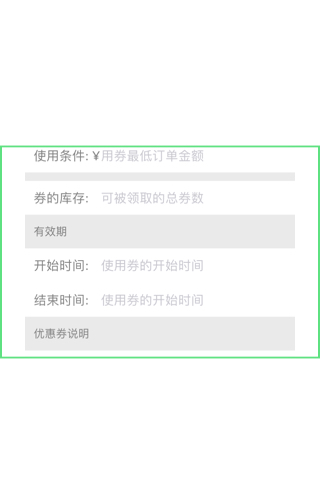 使用条件: ¥用券最低订单金额
券的库存: 可被领取的总券数
有效期
开始时间: 使用券的开始时间
结束时间: 使用券的开始时间
优惠券说明